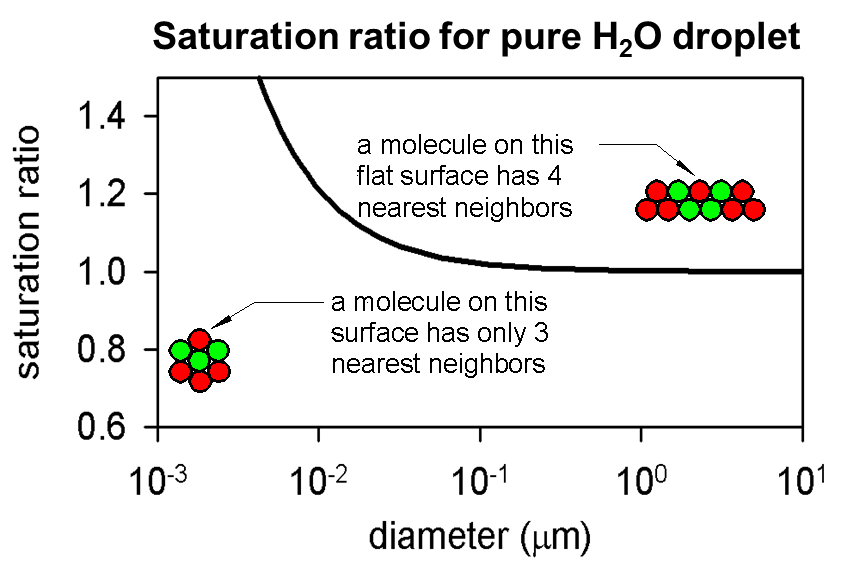 Saturation ratio for pure H₂O droplet
saturation ratio
1.4
1.2
1.0
0.8
0.6
a molecule on this
flat surface has 4
nearest neighbors
a molecule on this
surface has only 3
nearest neighbors
10⁻³
10⁻²
10⁻¹
10⁰
10¹
diameter (μm)